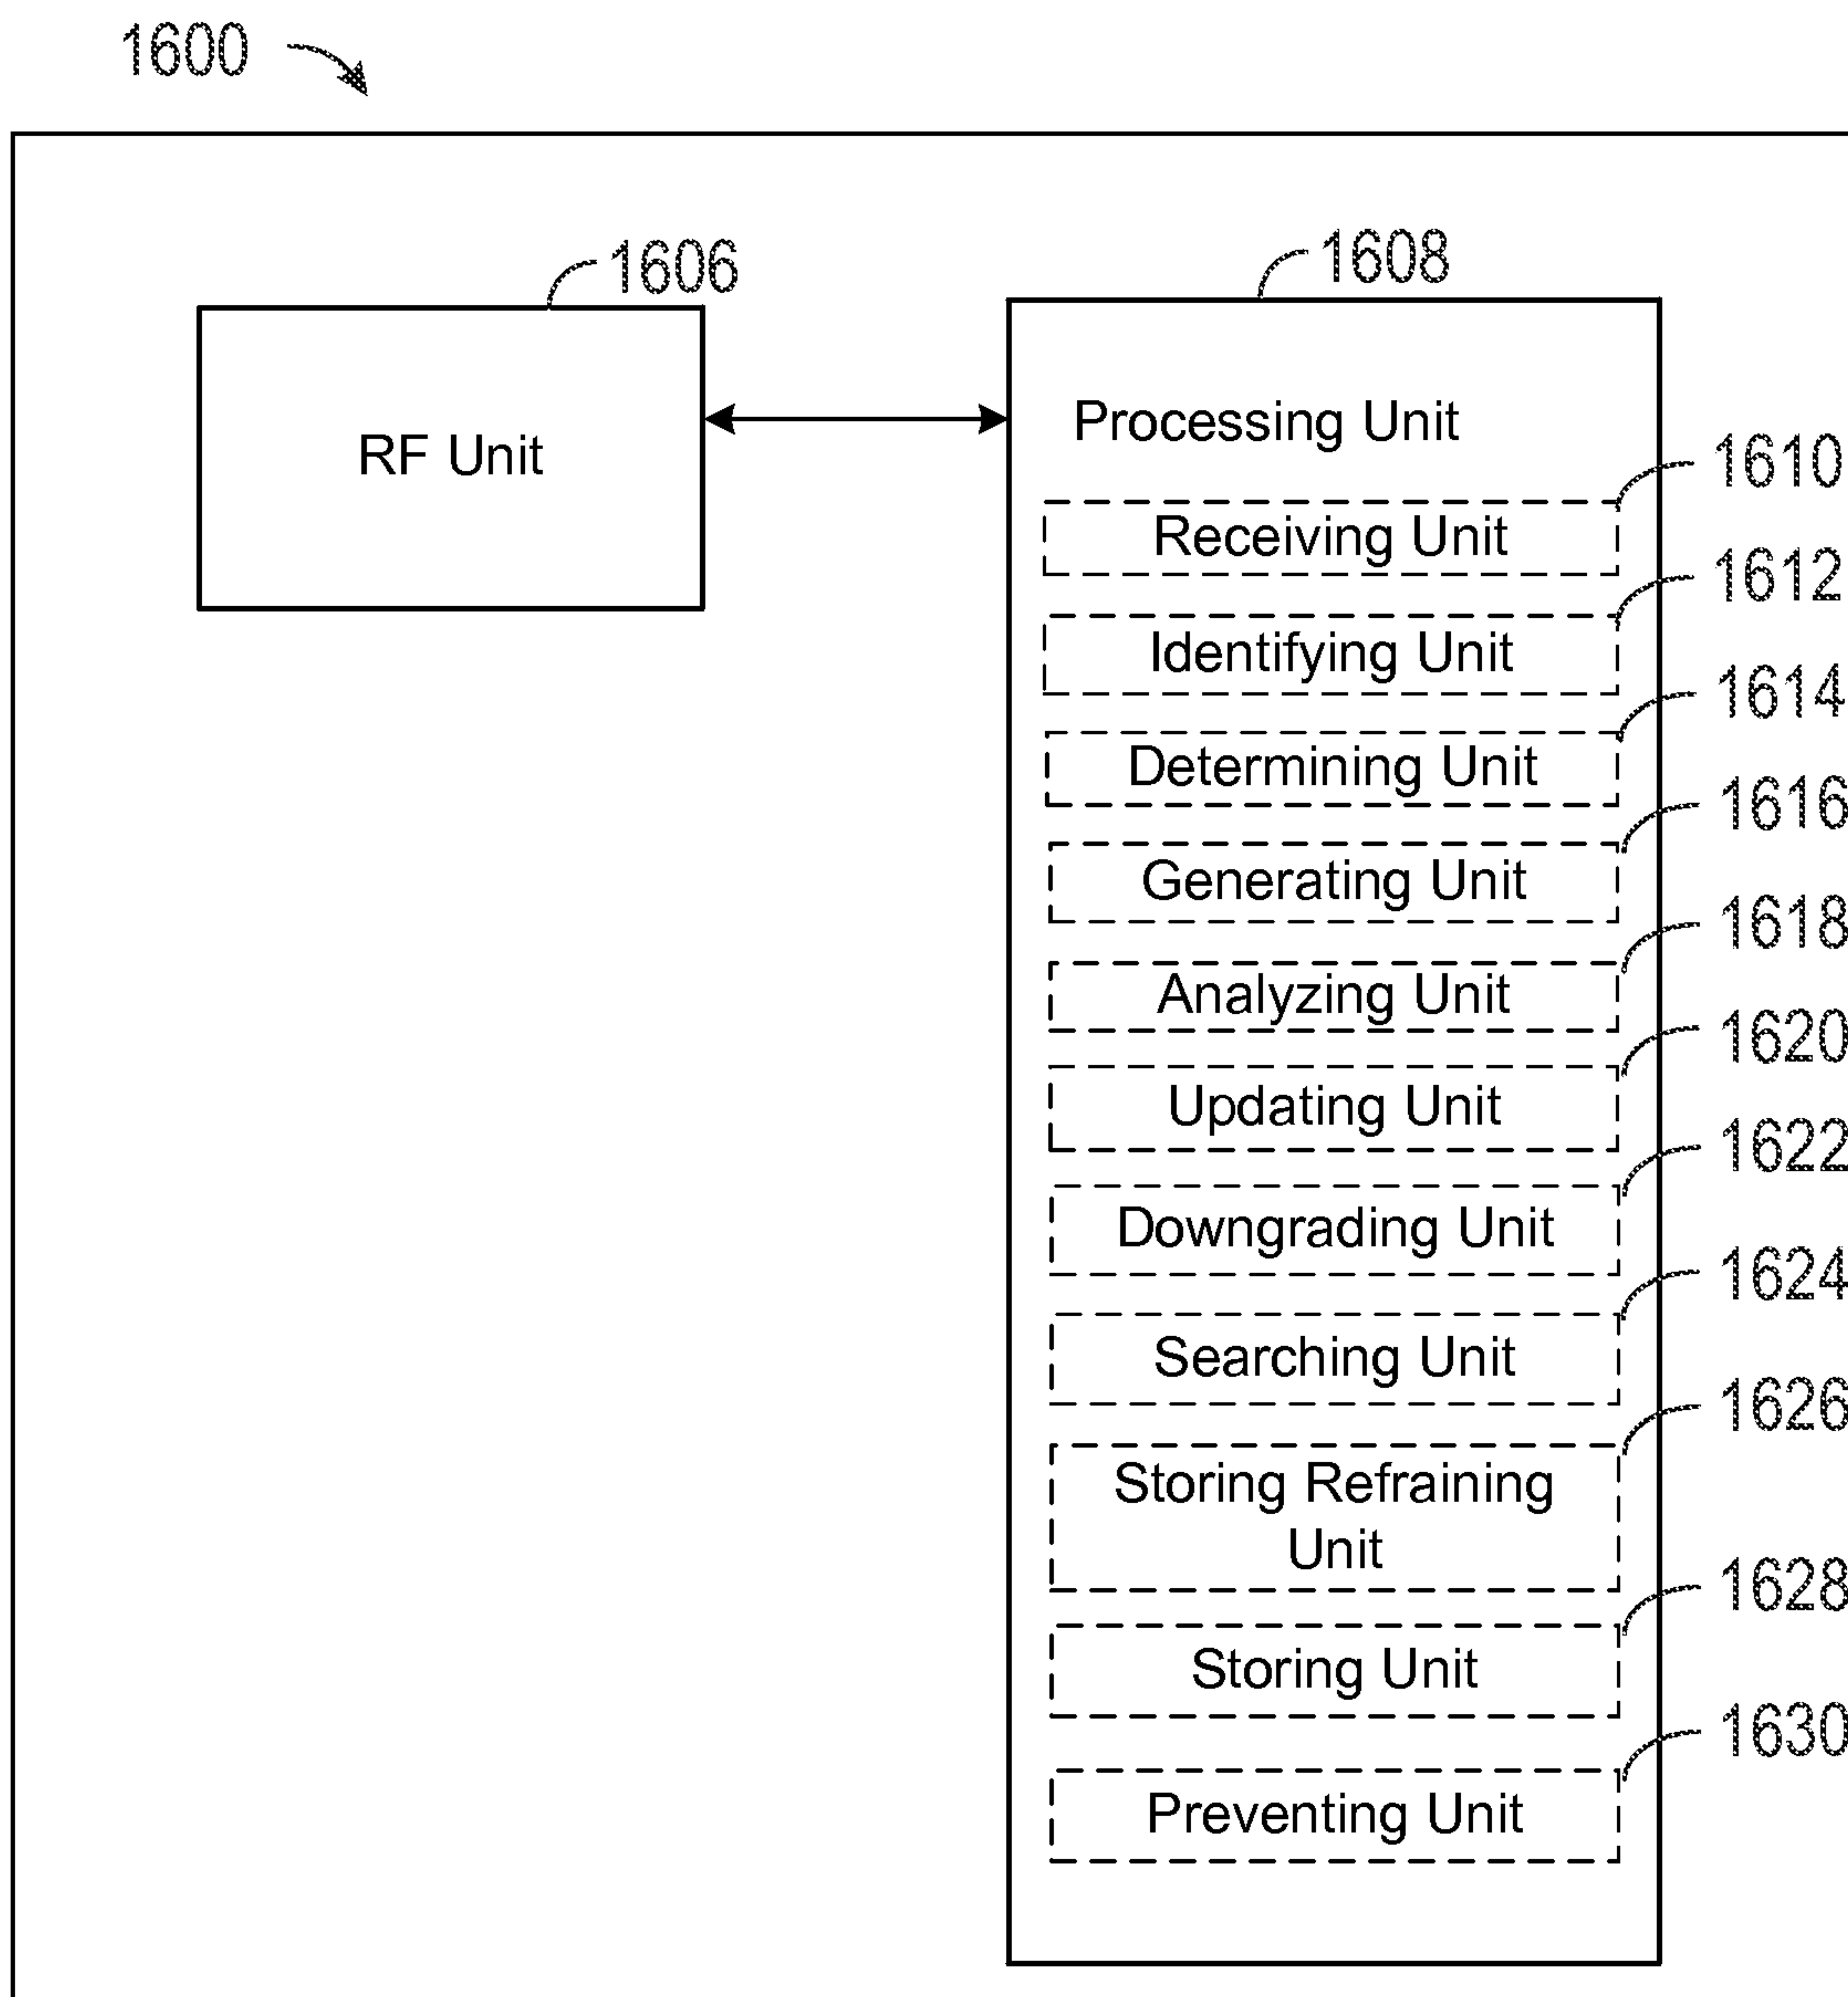 1600
1606
1608
RF Unit
Processing Unit
1610
Receiving Unit
1612
Identifying Unit
1614
Determining Unit
1616
Generating Unit
1618
Analyzing Unit
1620
Updating Unit
1622
Downgrading Unit
1624
Searching Unit
1626
Storing Refraining
Unit
1628
Storing Unit
1630
Preventing Unit